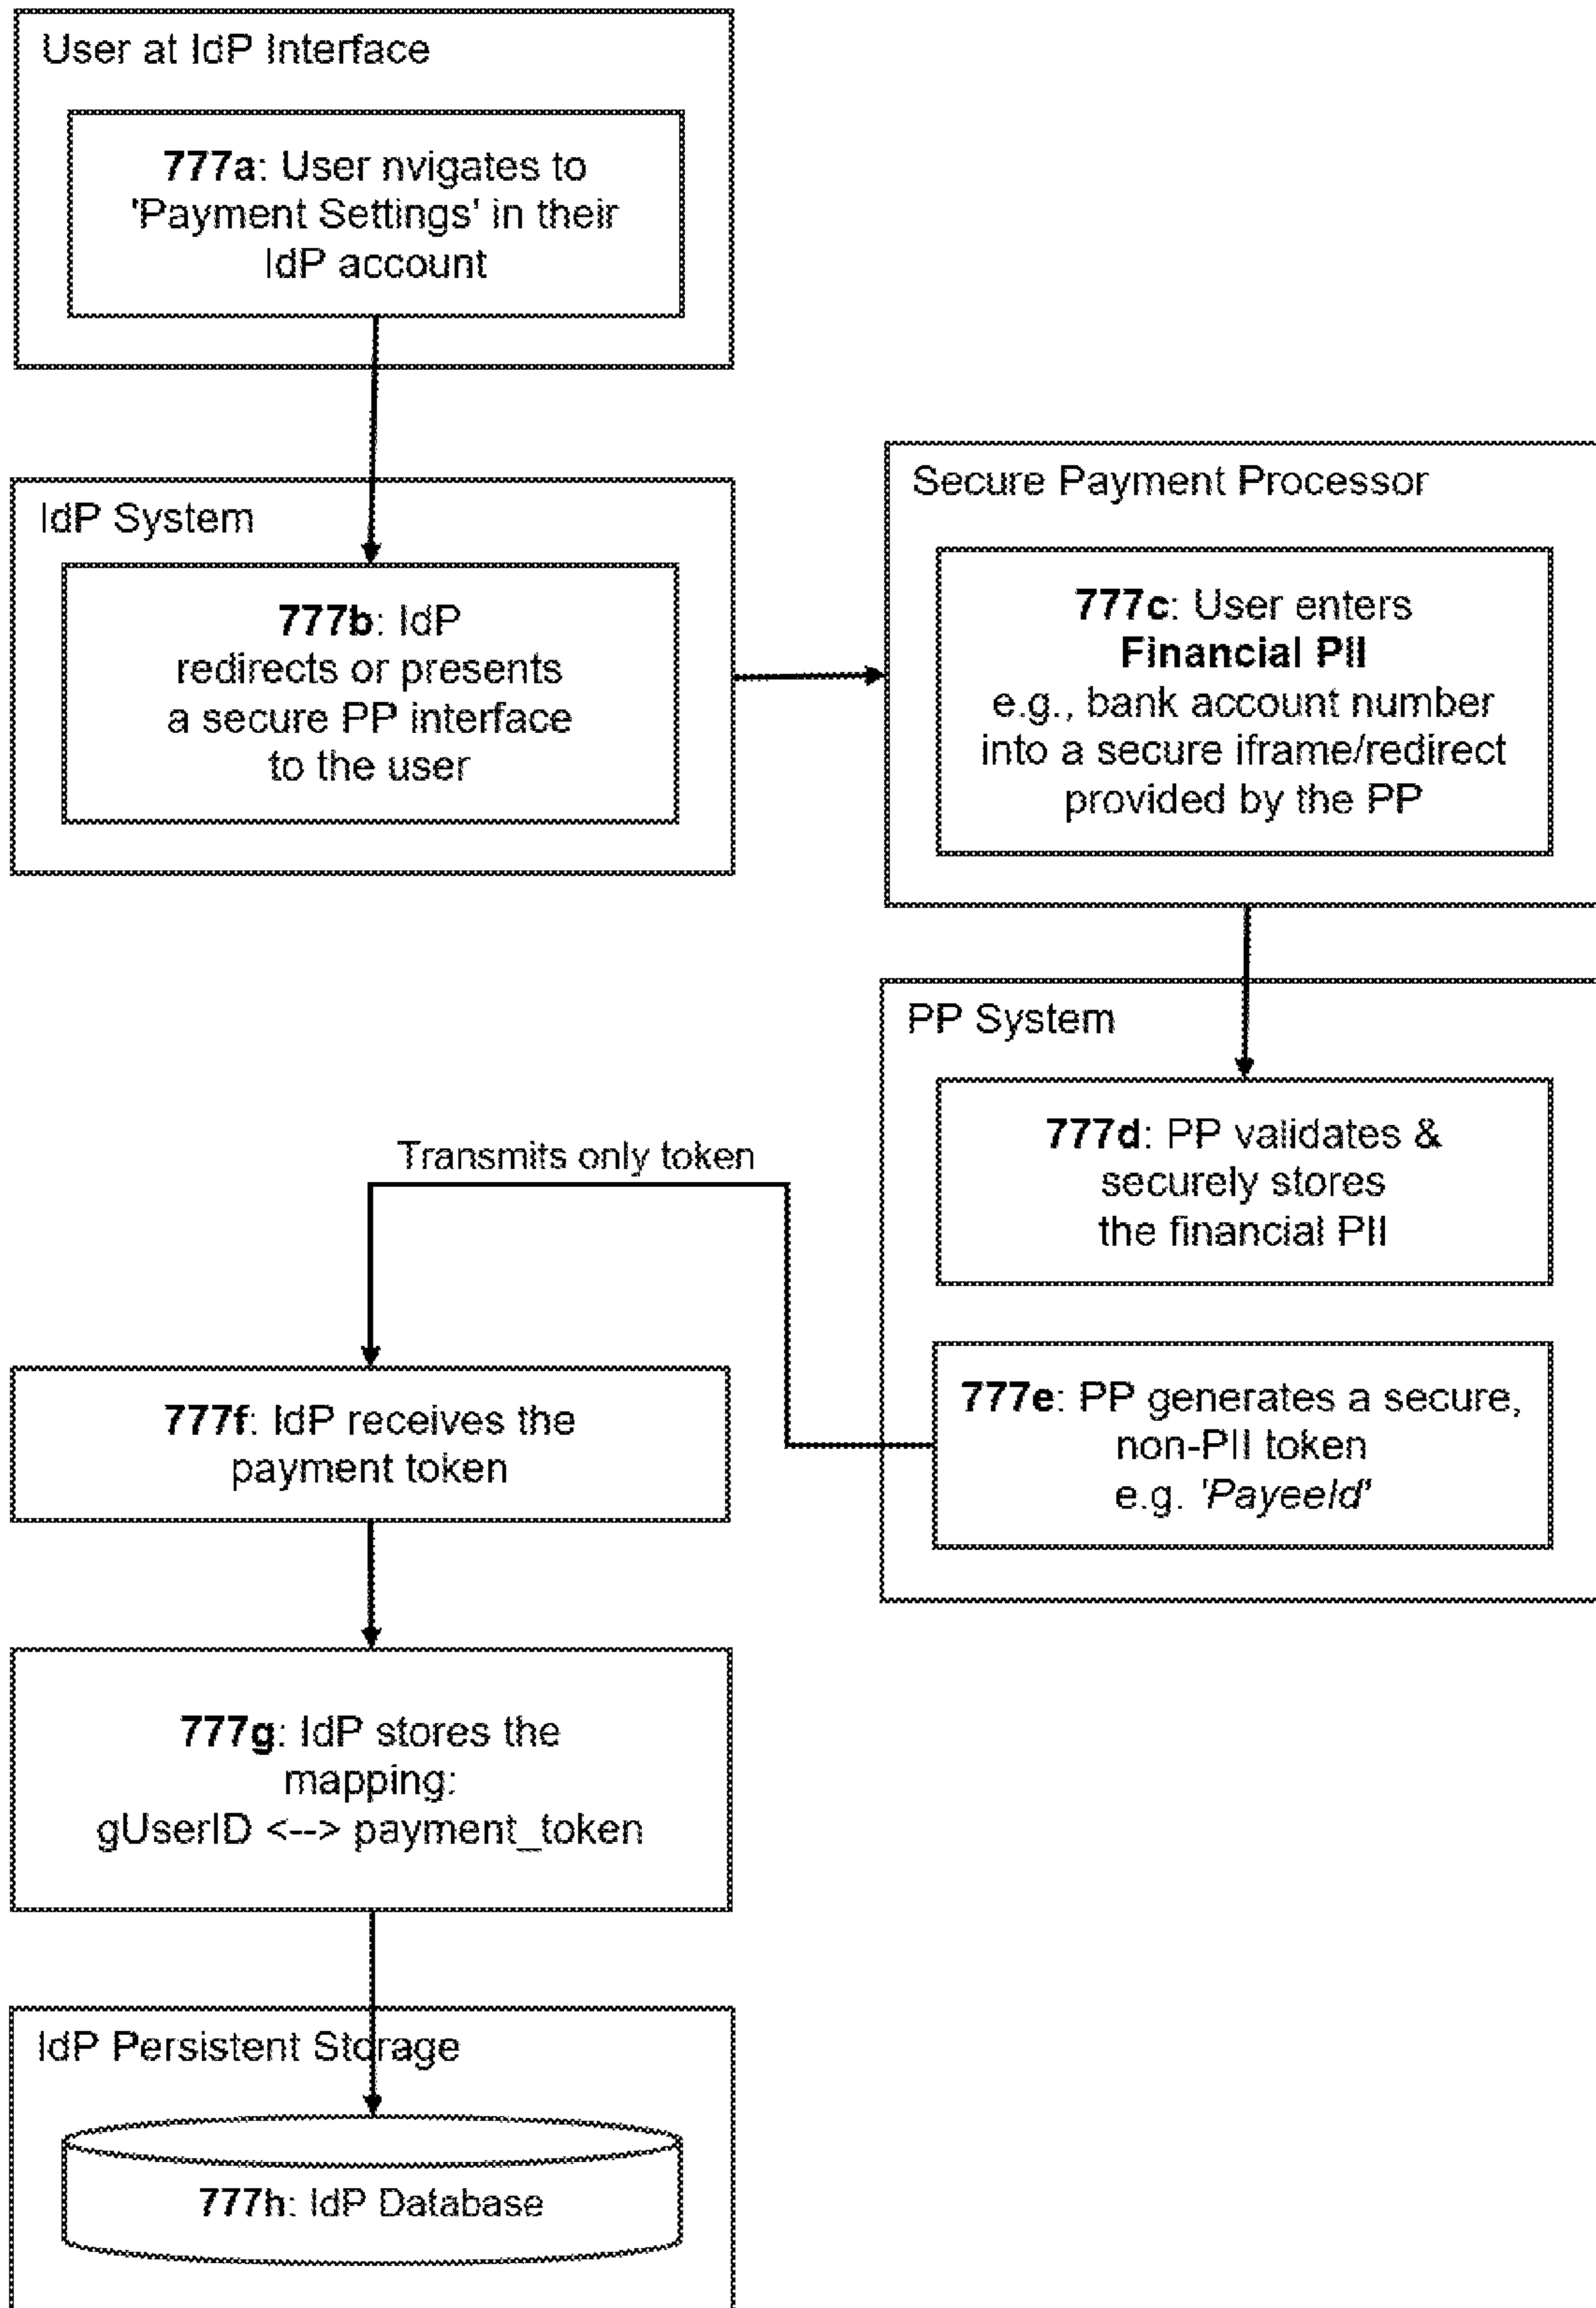 User at IdP Interface
777a: User nvigates to
'Payment Settings' in their
IdP account
IdP System
777b: IdP
redirects or presents
a secure PP interface
to the user
Secure Payment Processor
777c: User enters
Financial PII
e.g., bank account number
into a secure iframe/redirect
provided by the PP
PP System
777d: PP validates &
securely stores
the financial PII
777e: PP generates a secure,
non-PII token
e.g. 'PayeeId'
Transmits only token
777f: IdP receives the
payment token
777g: IdP stores the
mapping:
gUserID <--> payment_token
IdP Persistent Storage
777h: IdP Database